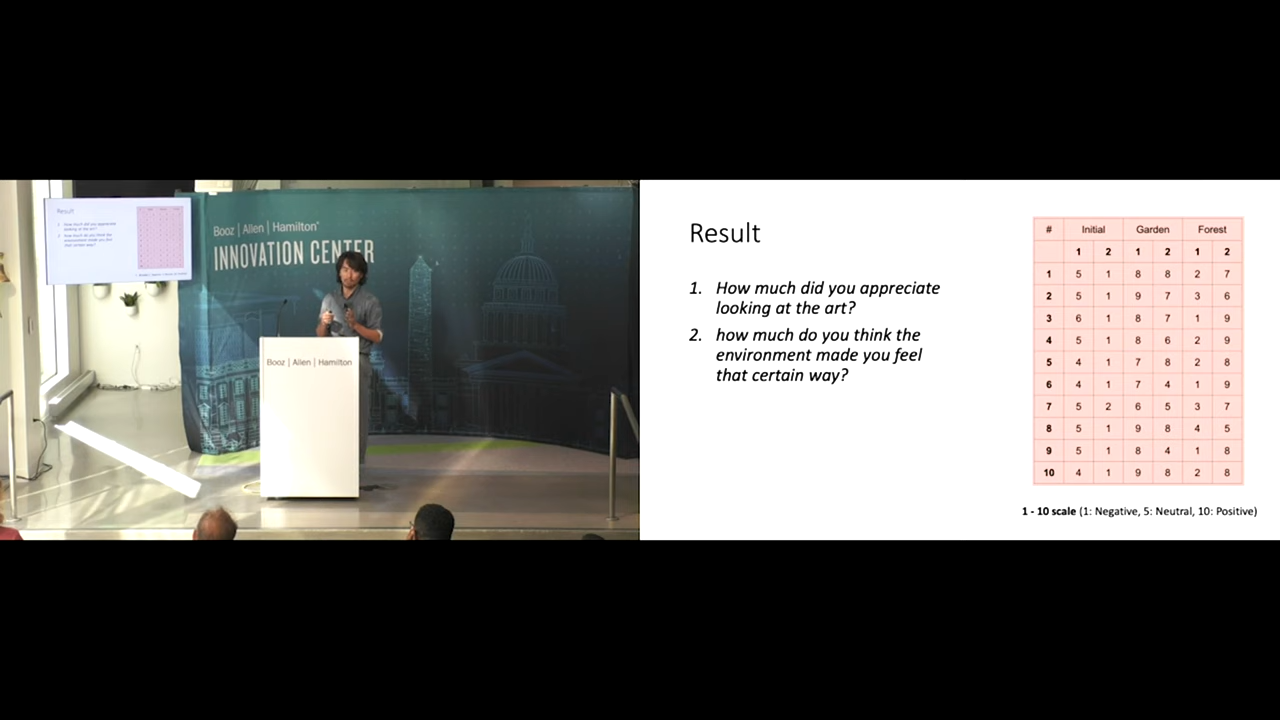 Result
Booz | Allen | Hamilton®
INNOVATION CENTER
Booz | Allen | Hamilton
Result
1. How much did you appreciate
looking at the art?
2. how much do you think the
environment made you feel
that certain way?
# Initial Garden Forest
1 2 1 2 1 2
1 5 1 8 8 2 7
2 5 1 9 7 3 6
3 6 1 8 7 1 9
4 5 1 8 6 2 9
5 4 1 7 8 2 8
6 4 1 7 4 1 9
7 5 2 6 5 3 7
8 5 1 9 8 4 5
9 5 1 8 4 1 8
10 4 1 9 8 2 8
1 - 10 scale (1: Negative, 5: Neutral, 10: Positive)